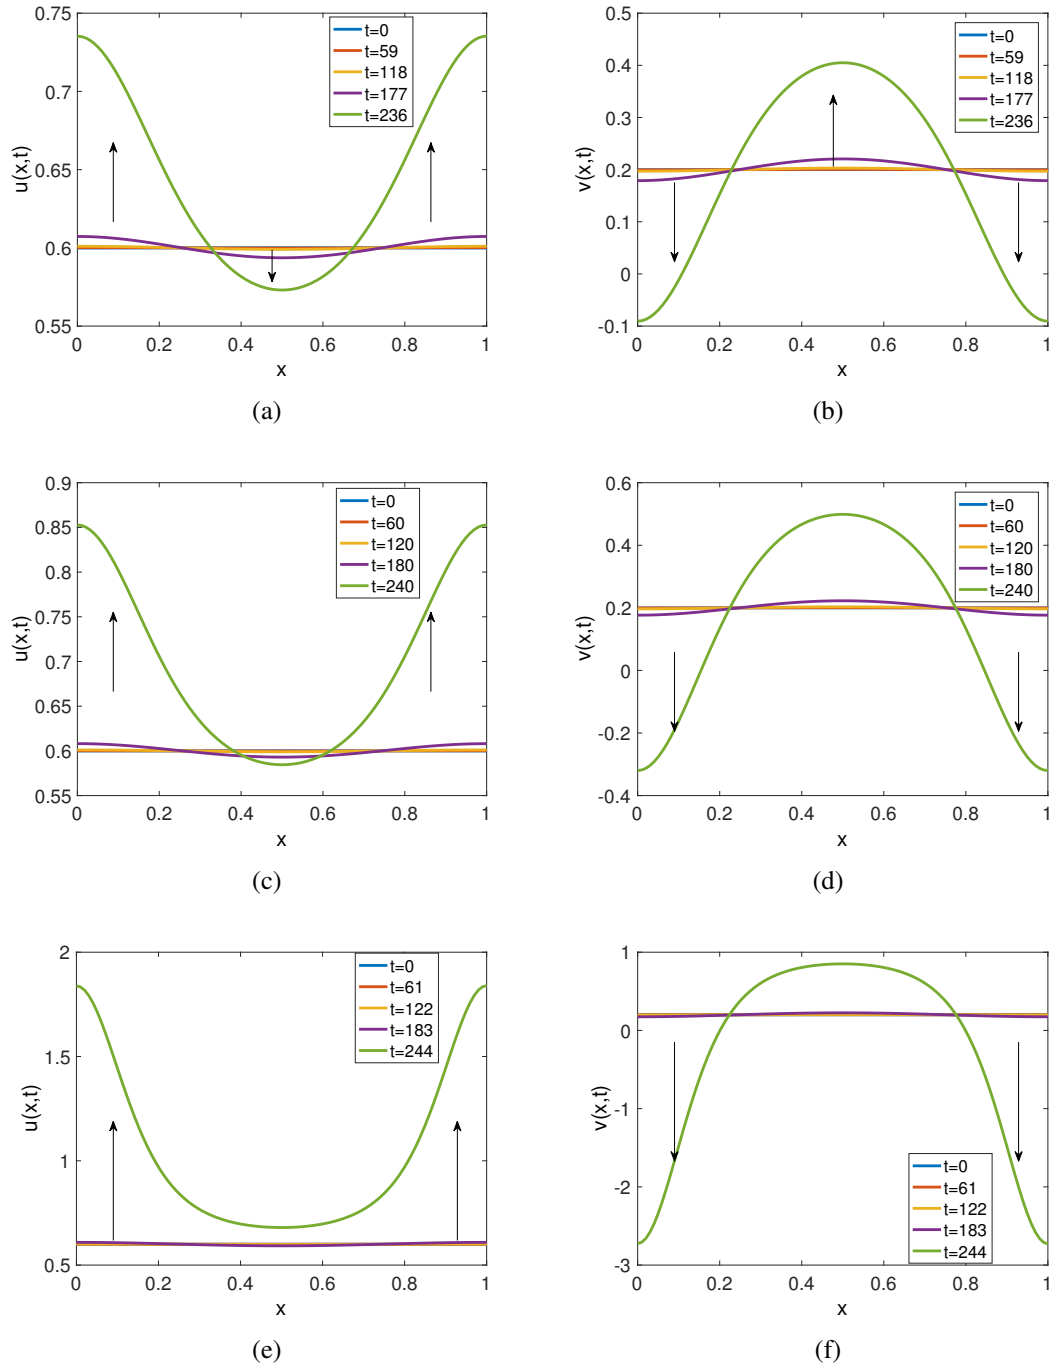 0.75
0.7
0.65
0.6
0.55
u(x,t)
0
0.2
0.4
0.6
0.8
1
x
t=0
t=59
t=118
t=177
t=236
(a)
0.5
0.4
0.3
0.2
0.1
0
-0.1
v(x,t)
0
0.2
0.4
0.6
0.8
1
x
t=0
t=59
t=118
t=177
t=236
(b)
0.9
0.85
0.8
0.75
0.7
0.65
0.6
0.55
u(x,t)
0
0.2
0.4
0.6
0.8
1
x
t=0
t=60
t=120
t=180
t=240
(c)
0.6
0.4
0.2
0
-0.2
-0.4
v(x,t)
0
0.2
0.4
0.6
0.8
1
x
t=0
t=60
t=120
t=180
t=240
(d)
2
1.5
1
0.5
u(x,t)
0
0.2
0.4
0.6
0.8
1
x
t=0
t=61
t=122
t=183
t=244
(e)
1
0
-1
-2
-3
v(x,t)
0
0.2
0.4
0.6
0.8
1
x
t=0
t=61
t=122
t=183
t=244
(f)